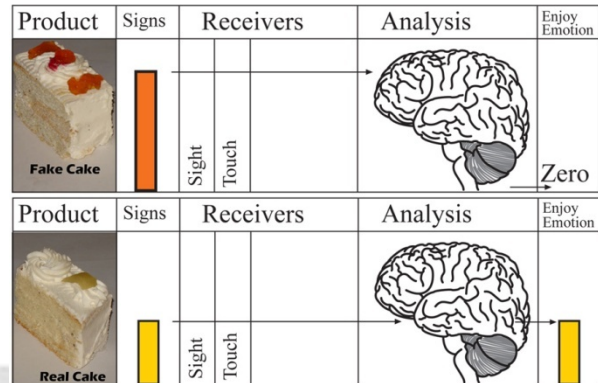 Product Signs Receivers Analysis Enjoy
Emotion
Fake Cake
Sight
Touch
Zero
Product Signs Receivers Analysis Enjoy
Emotion
Real Cake
Sight
Touch